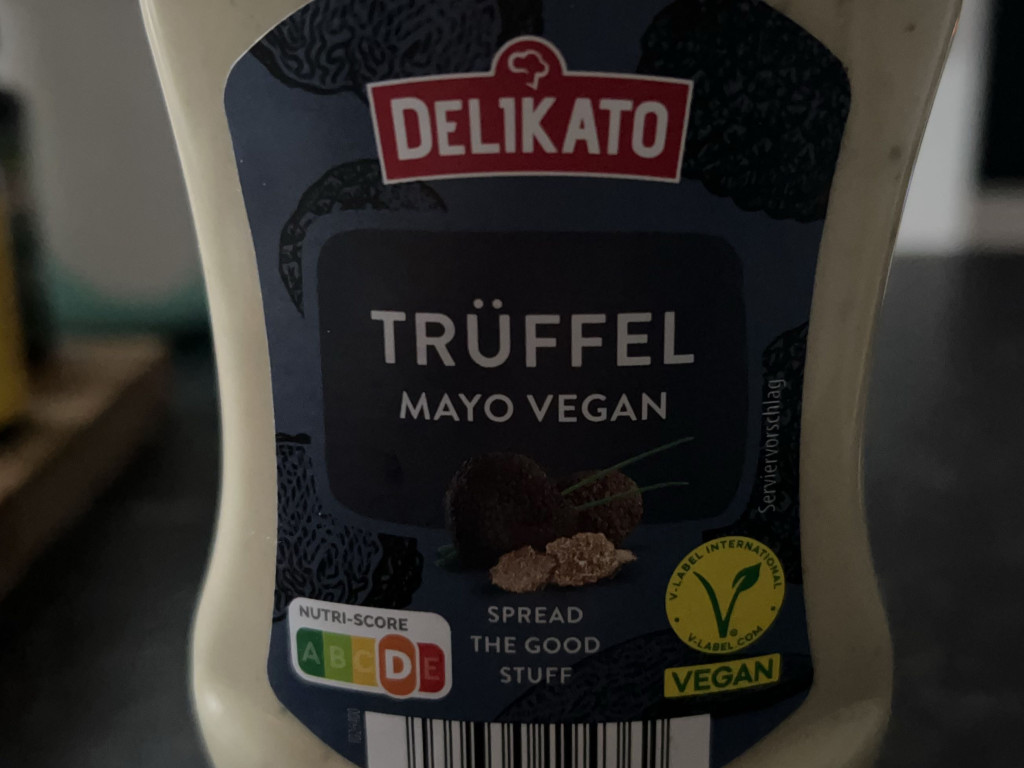 DELIKATO
TRÜFFEL
MAYO VEGAN
Serviervorschlag
V-LABEL INTERNATIONAL
V-LABEL.COM
VEGAN
NUTRI-SCORE
A B C D E
SPREAD
THE GOOD
STUFF